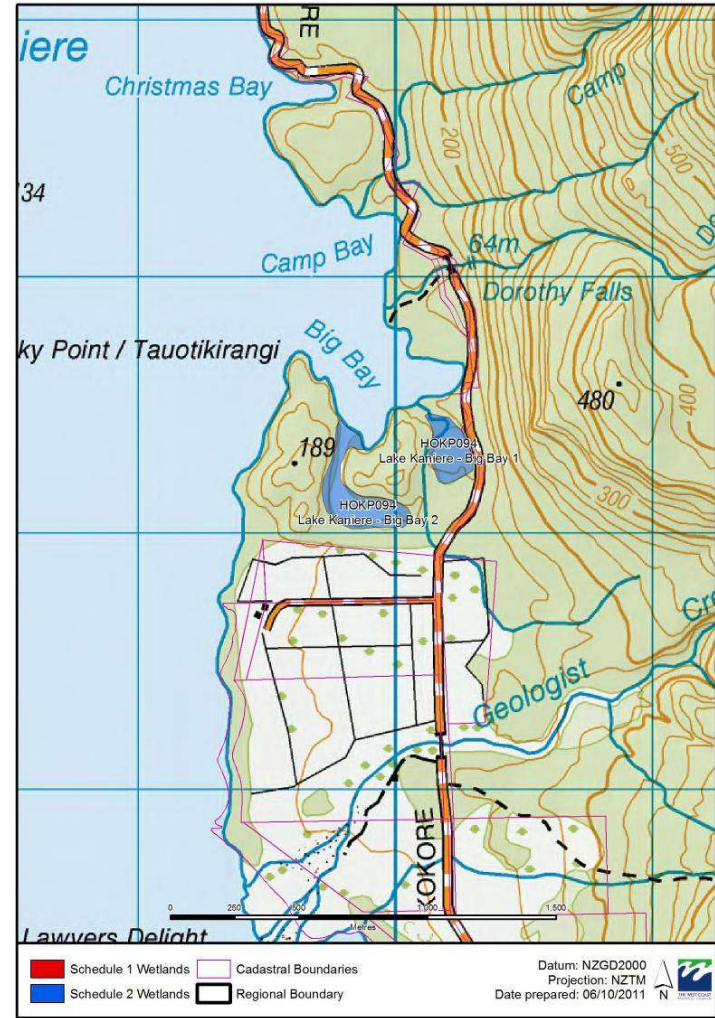 iere
RE
Christmas Bay
Camp
200
500
34
Camp Bay
64m
Dorothy Falls
Big Bay
ky Point / Tauotikirangi
480
400
189
HOKP094
Lake Kaniere - Big Bay 1
HOKP094
Lake Kaniere - Big Bay 2
300
Cre
Geologist
KOKORE
0 250 500 1,000 1,500
Metres
Lawyers Delight
Schedule 1 Wetlands
Cadastral Boundaries
Schedule 2 Wetlands
Regional Boundary
Datum: NZGD2000
Projection: NZTM
Date prepared: 06/10/2011
N